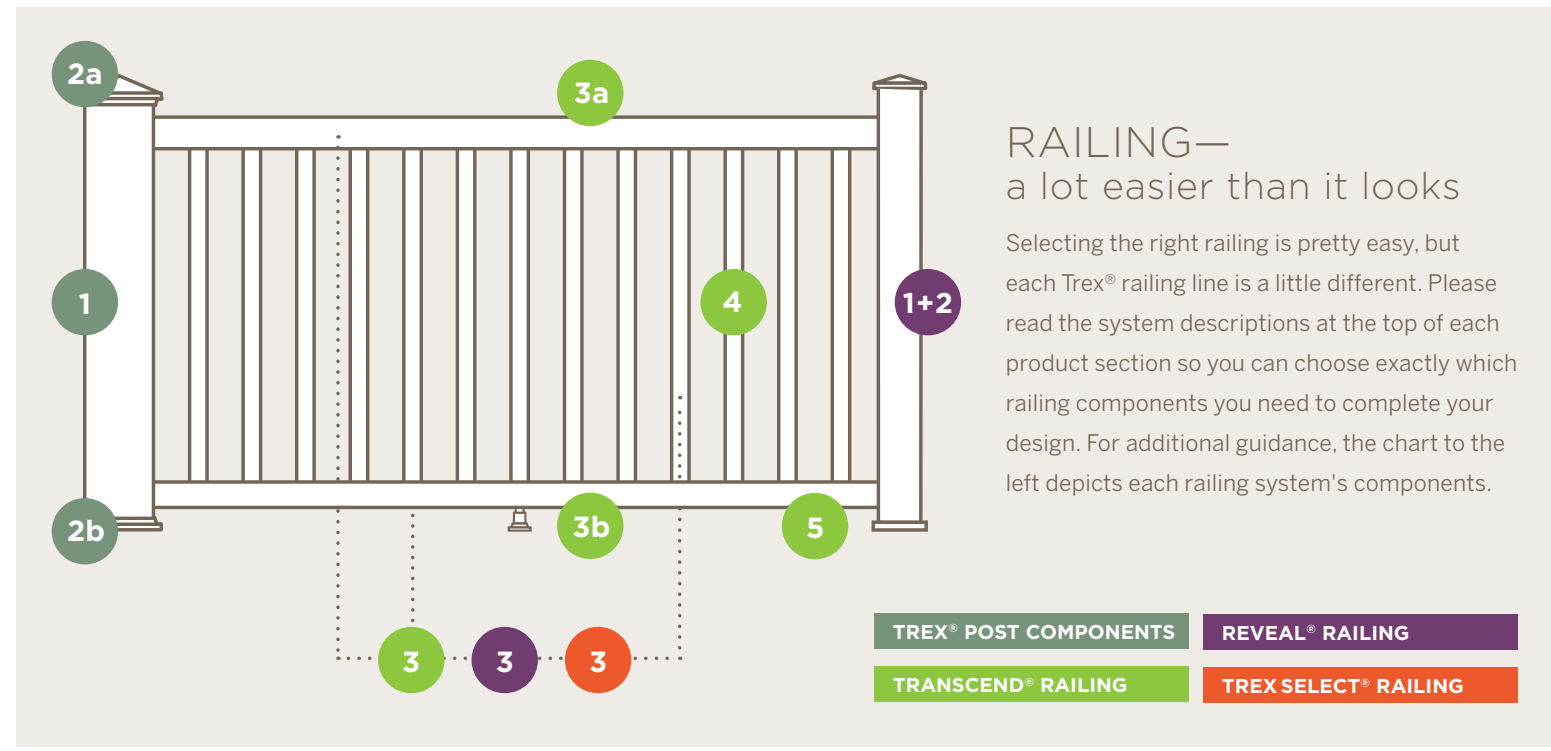 2a
3a
1
4
1+2
2b
3b
5
3
3
3
RAILING—
a lot easier than it looks
Selecting the right railing is pretty easy, but
each Trex® railing line is a little different. Please
read the system descriptions at the top of each
product section so you can choose exactly which
railing components you need to complete your
design. For additional guidance, the chart to the
left depicts each railing system's components.
TREX® POST COMPONENTS
REVEAL® RAILING
TRANSCEND® RAILING
TREX SELECT® RAILING